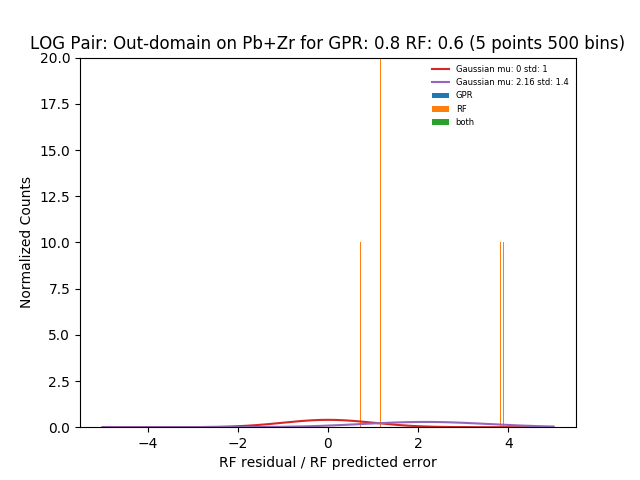 LOG Pair: Out-domain on Pb+Zr for GPR: 0.8 RF: 0.6 (5 points 500 bins)
Gaussian mu: 0 std: 1
Gaussian mu: 2.16 std: 1.4
GPR
RF
both
Normalized Counts
20.0
17.5
15.0
12.5
10.0
7.5
5.0
2.5
0.0
−4
−2
0
2
4
RF residual / RF predicted error